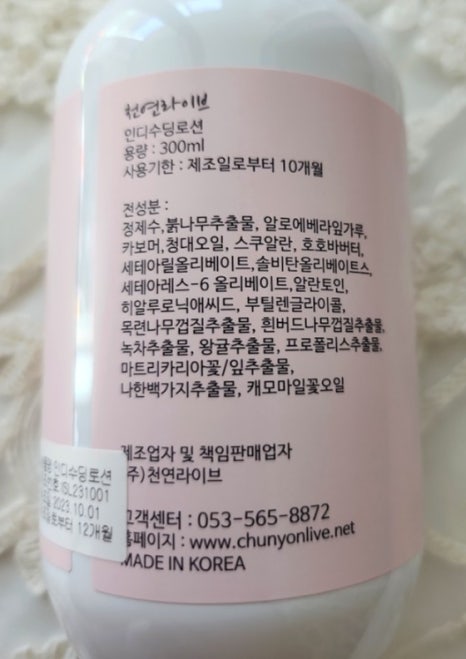 천연라이브
인디수딩로션
용량 : 300ml
사용기한 : 제조일로부터 10개월
전성분 :
정제수,붉나무추출물, 알로에베라잎가루,
카보머,청대오일, 스쿠알란, 호호바버터,
세테아릴올리베이트,솔비탄올리베이트스,
세테아레스-6 올리베이트,알란토인,
히알루로닉애씨드, 부틸렌글라이콜,
목련나무껍질추출물, 흰버드나무껍질추출물,
녹차추출물, 왕귤추출물, 프로폴리스추출물,
마트리카리아꽃/잎추출물,
나한백가지추출물, 캐모마일꽃오일
제조업자 및 책임판매업자
주)천연라이브
고객센터 : 053-565-8872
홈페이지 : www.chunyonlive.net
MADE IN KOREA
인디수딩로션
ISL231001
2023.10.01
12개월